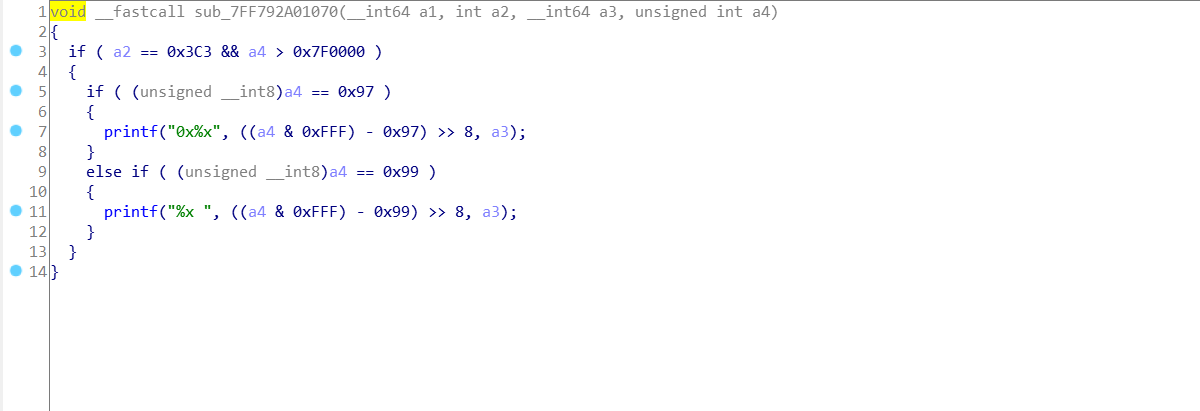 1 void __fastcall sub_7FF792A01070(__int64 a1, int a2, __int64 a3, unsigned int a4)
2 {
3 if ( a2 == 0x3C3 && a4 > 0x7F0000 )
4 {
5 if ( (unsigned __int8)a4 == 0x97 )
6 {
7 printf("0x%x", ((a4 & 0xFFF) - 0x97) >> 8, a3);
8 }
9 else if ( (unsigned __int8)a4 == 0x99 )
10 {
11 printf("%x ", ((a4 & 0xFFF) - 0x99) >> 8, a3);
12 }
13 }
14 }